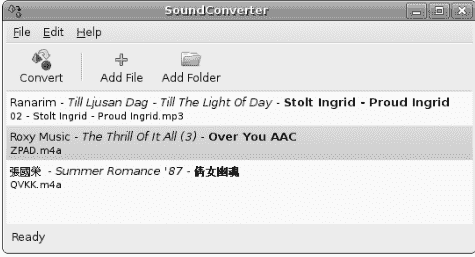 SoundConverter
File Edit Help
Convert Add File Add Folder
Ranarim - Till Ljusan Dag - Till The Light Of Day - Stolt Ingrid - Proud Ingrid
02 - Stolt Ingrid - Proud Ingrid.mp3
Roxy Music - The Thrill Of It All (3) - Over You AAC
ZPAD.m4a
張國榮 - Summer Romance '87 - 倩女幽魂
QVKK.m4a
Ready